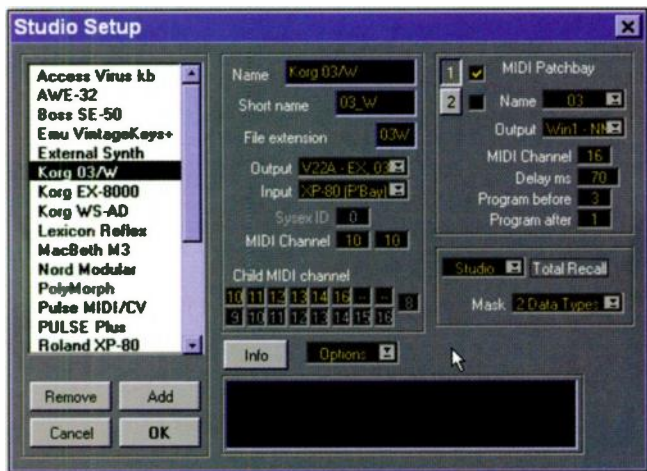 Studio Setup
Access Virus kb
AWE-32
Boss SE-50
Emu VintageKeys+
External Synth
Korg 03/W
Korg EX-8000
Korg WS-AD
Lexicon Reflex
MacBeth M3
Nord Modular
PolyMorph
Pulse MIDI/CV
PULSE Plus
Roland XP-80
Remove
Add
Cancel
OK
Name Korg 03/W
Short name 03_W
File extension 03W
Output V22A - EX, 03
Input XP-80 (P'Bay)
Sysex ID 0
MIDI Channel 10 10
Child MIDI channel
10 11 12 13 14 16 -- -- 8
9 10 11 12 13 14 15 16
Info
Options
1 MIDI Patchbay
2 Name 03
Output Win1 - NN
MIDI Channel 16
Delay ms 70
Program before 3
Program after 1
Studio Total Recall
Mask 2 Data Types